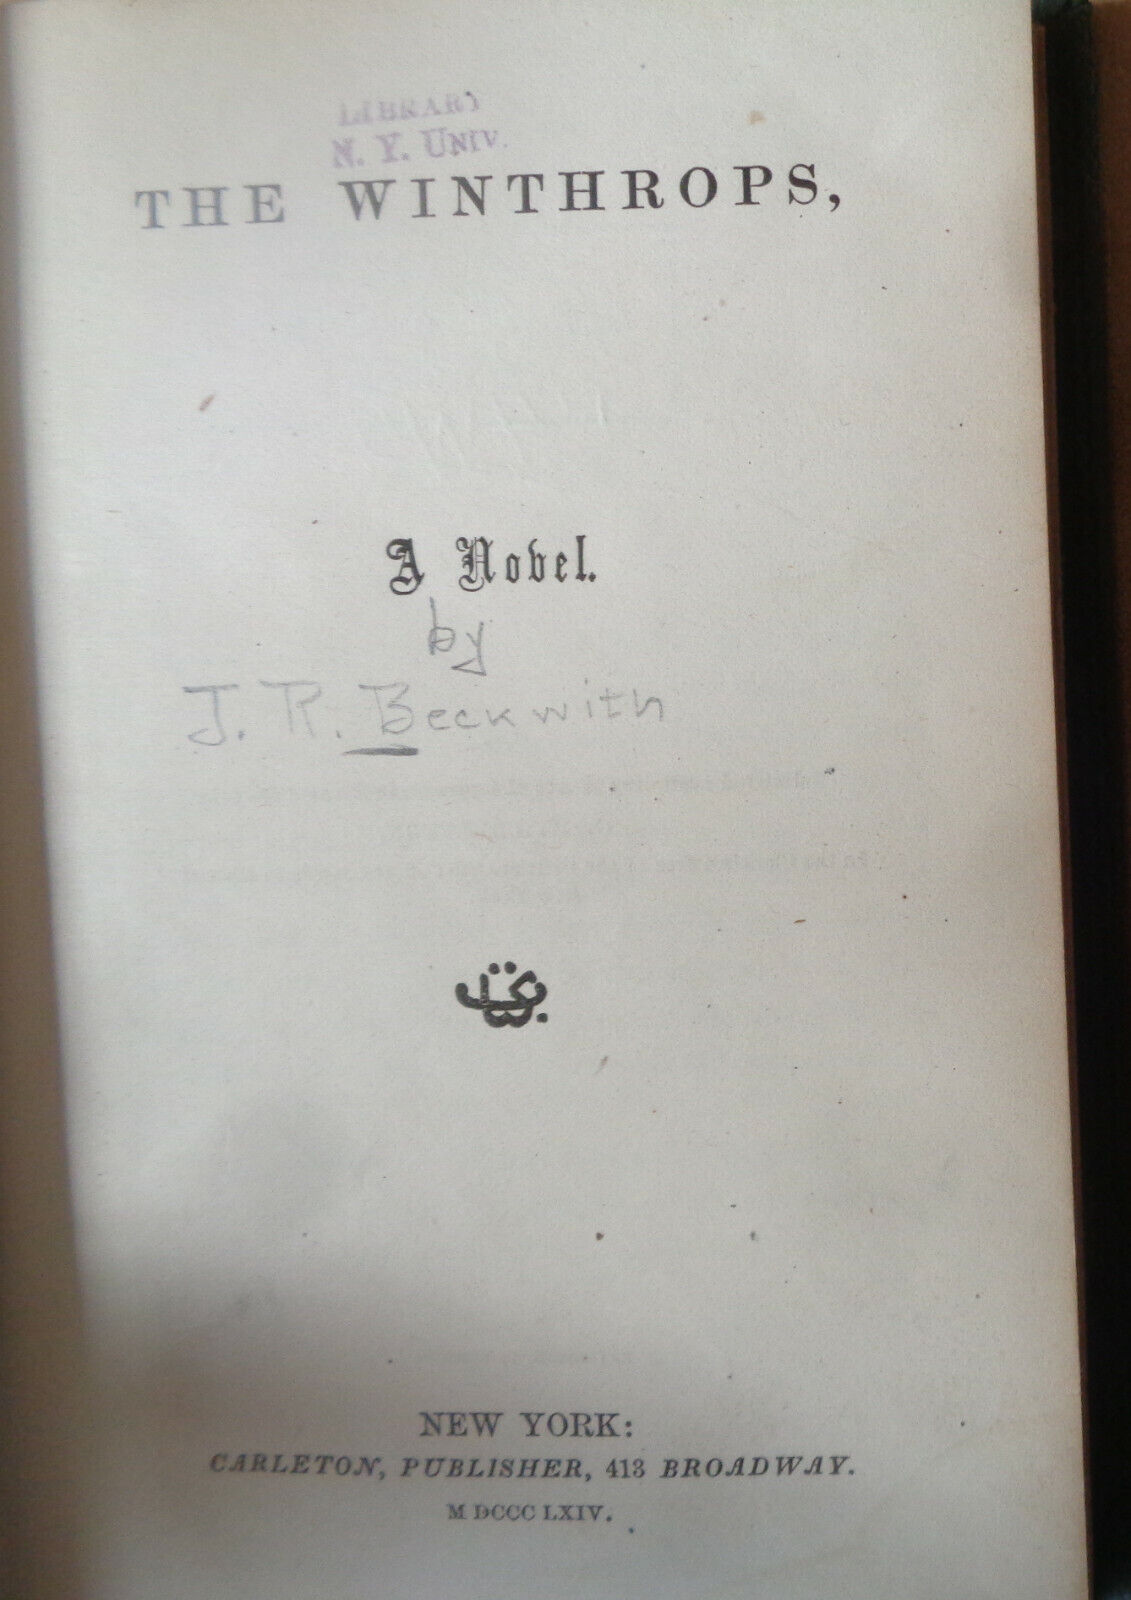 LIBRARY
N. Y. UNIV.
THE WINTHROPS,
A Novel.
by
J. R. Beckwith
NEW YORK:
CARLETON, PUBLISHER, 413 BROADWAY.
M DCCC LXIV.